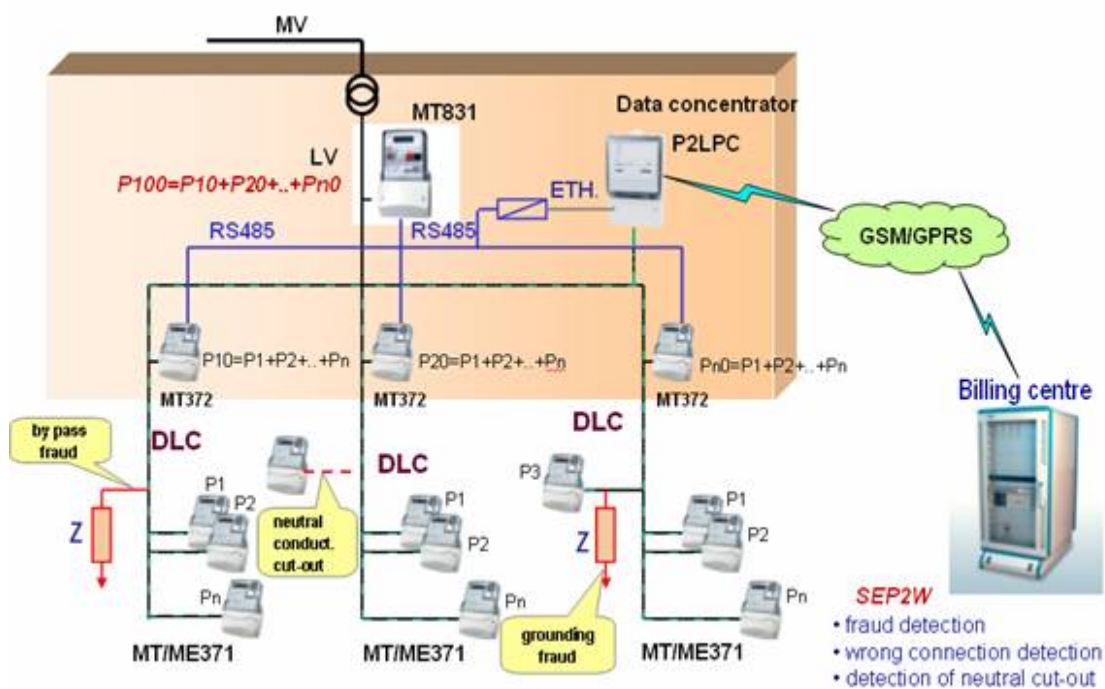 MV
MT831
Data concentrator
P2LPC
LV
P100=P10+P20+..+Pn0
ETH.
RS485
RS485
GSM/GPRS
P10=P1+P2+..+Pn
P20=P1+P2+..+Pn
Pn0=P1+P2+..+Pn
MT372
MT372
MT372
Billing centre
by pass
fraud
DLC
DLC
DLC
P1
P2
Z
neutral
conduct.
cut-out
P1
P2
P3
Z
P1
P2
Pn
Pn
Pn
grounding
fraud
MT/ME371
MT/ME371
MT/ME371
SEP2W
• fraud detection
• wrong connection detection
• detection of neutral cut-out